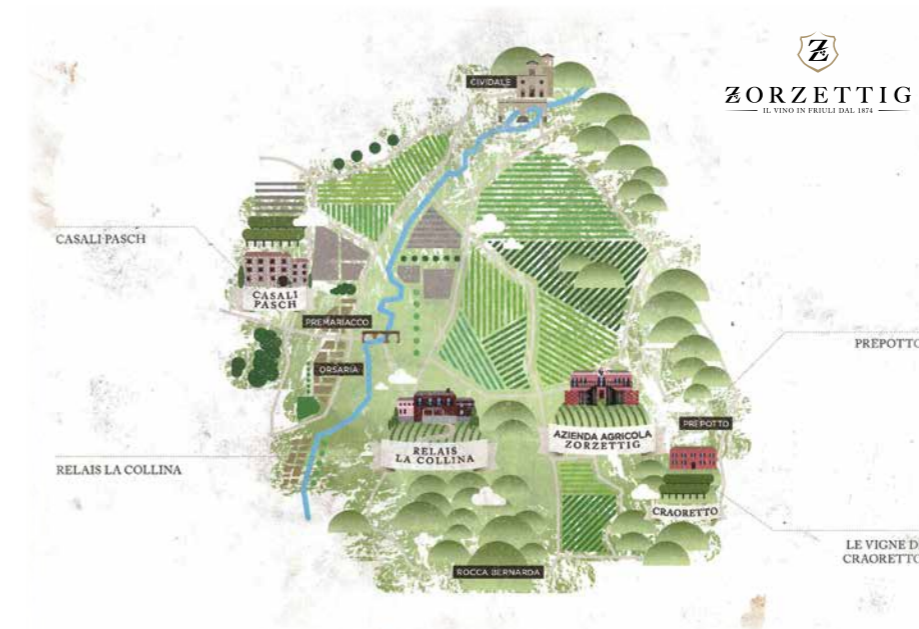 Z
ZORZETTIG
IL VINO IN FRIULI DAL 1874
CIVIDALE
CASALI PASCH
CASALI
PASCH
PREMARIACCO
ORSARIA
PREPOTTO
RELAIS
LA COLLINA
AZIENDA AGRICOLA
ZORZETTIG
PREPOTTO
RELAIS LA COLLINA
CRAORETTO
LE VIGNE D
CRAORETTO
ROCCA BERNARDA